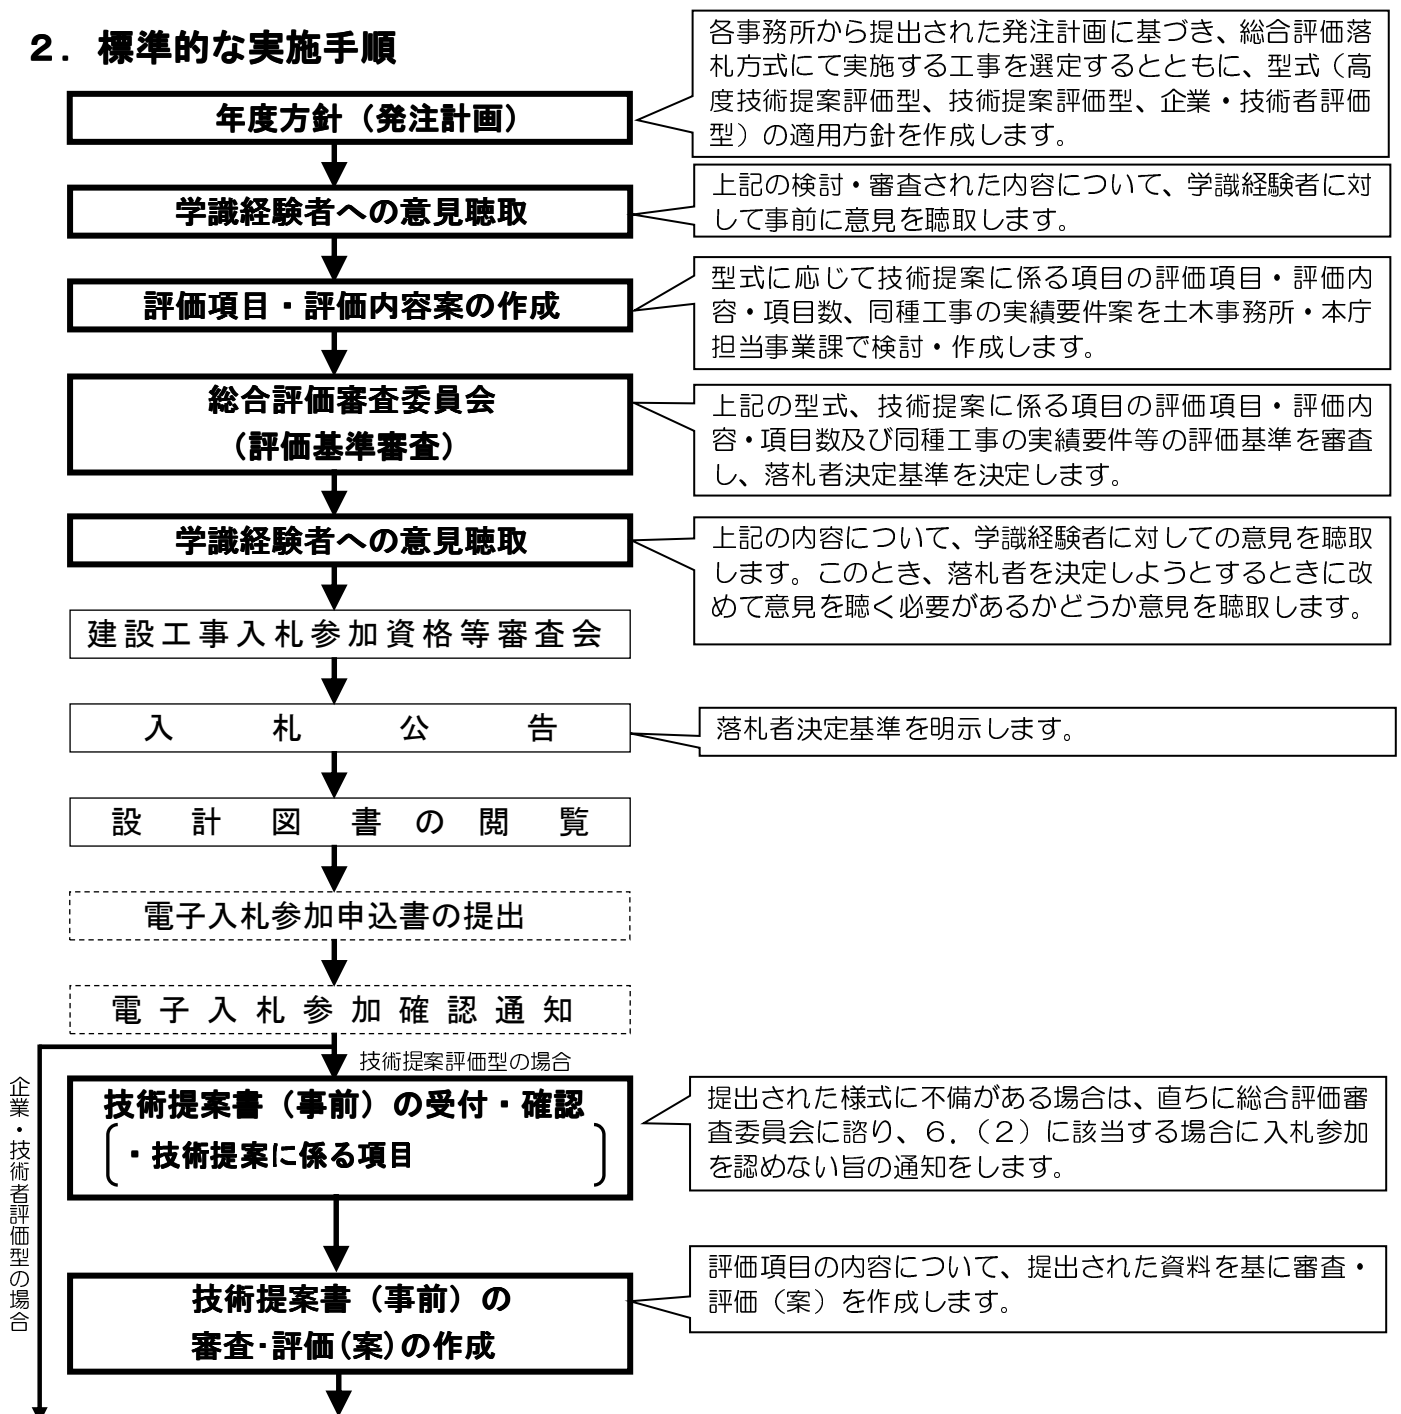 ２．標準的な実施手順
年度方針（発注計画）
各事務所から提出された発注計画に基づき、総合評価落
札方式にて実施する工事を選定するとともに、型式（高
度技術提案評価型、技術提案評価型、企業・技術者評価
型）の適用方針を作成します。
学識経験者への意見聴取
上記の検討・審査された内容について、学識経験者に対
して事前に意見を聴取します。
評価項目・評価内容案の作成
型式に応じて技術提案に係る項目の評価項目・評価内
容・項目数、同種工事の実績要件案を土木事務所・本庁
担当事業課で検討・作成します。
総合評価審査委員会
（評価基準審査）
上記の型式、技術提案に係る項目の評価項目・評価内
容・項目数及び同種工事の実績要件等の評価基準を審査
し、落札者決定基準を決定します。
学識経験者への意見聴取
上記の内容について、学識経験者に対しての意見を聴取
します。このとき、落札者を決定しようとするときに改
めて意見を聴く必要があるかどうか意見を聴取します。
建設工事入札参加資格等審査会
入札公告
落札者決定基準を明示します。
設計図書の閲覧
電子入札参加申込書の提出
電子入札参加確認通知
技術提案評価型の場合
企業・技術者評価型の場合
技術提案書（事前）の受付・確認
・技術提案に係る項目
提出された様式に不備がある場合は、直ちに総合評価審
査委員会に諮り、６．（２）に該当する場合に入札参加
を認めない旨の通知をします。
技術提案書（事前）の
審査・評価（案）の作成
評価項目の内容について、提出された資料を基に審査・
評価（案）を作成します。